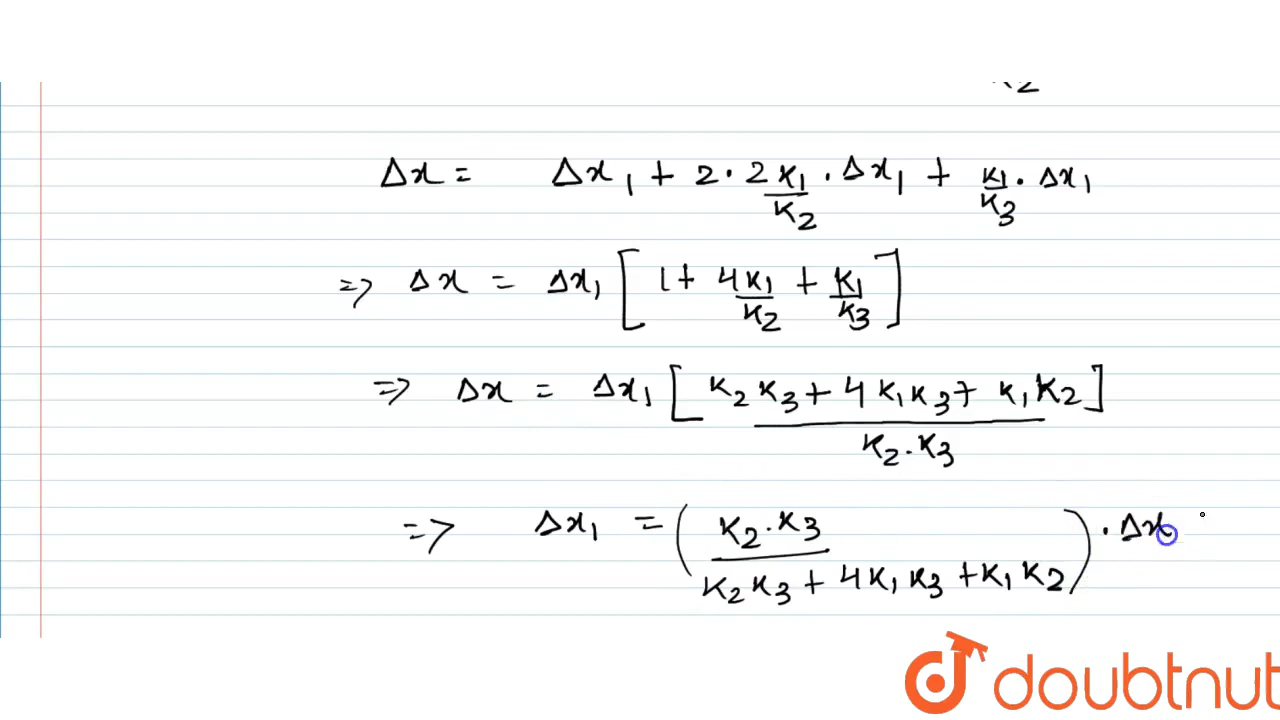 K2
Δx = Δx1 + 2·2K1/K2·Δx1 + K1/K3·Δx1
=> Δx = Δx1 [1 + 4K1/K2 + K1/K3]
=> Δx = Δx1 [K2K3 + 4K1K3 + K1K2]/K2·K3
=> Δx1 = (K2·K3/K2K3 + 4K1K3 + K1K2)·Δx
doubtnut